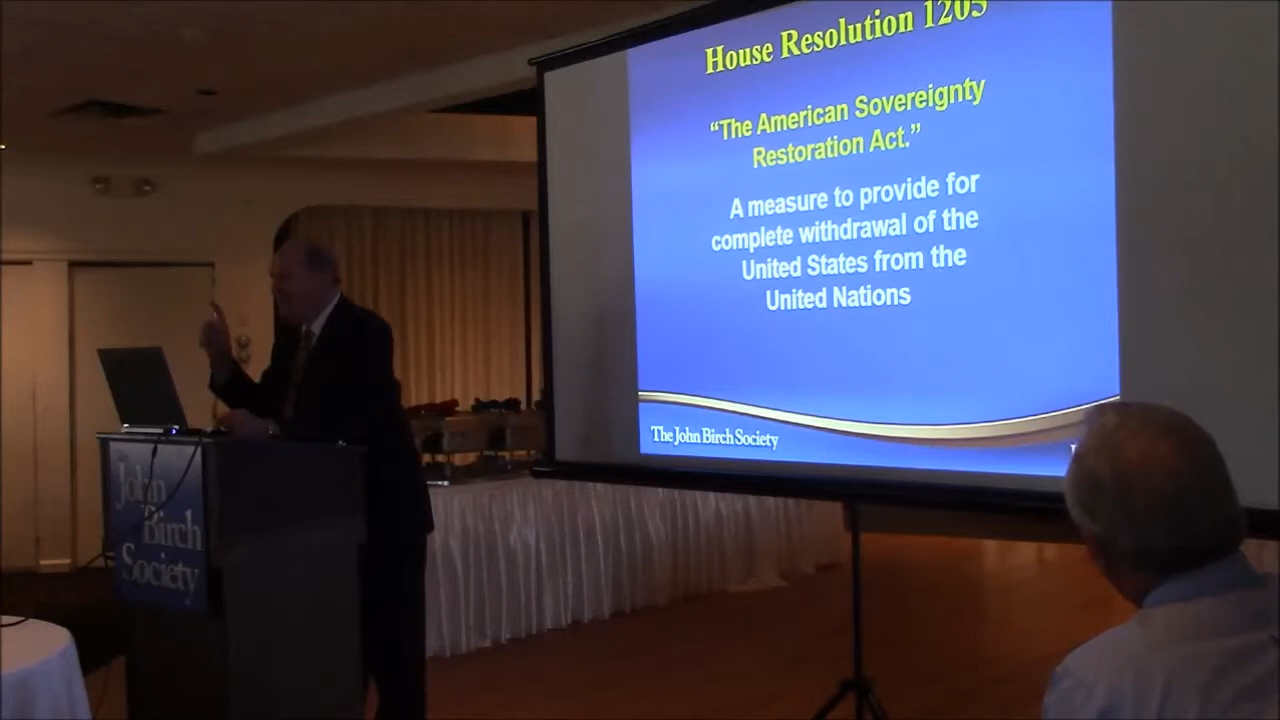 House Resolution 1205
“The American Sovereignty
Restoration Act.”
A measure to provide for
complete withdrawal of the
United States from the
United Nations
The John Birch Society
John
Birch
Society